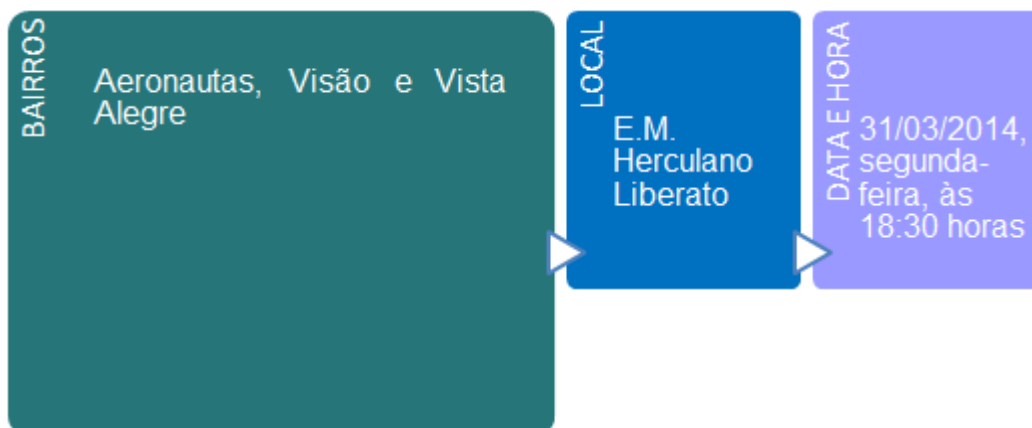 BAIRROS
Aeronautas, Visão e Vista
Alegre
LOCAL
E.M.
Herculano
Liberato
DATA E HORA
31/03/2014,
segunda-
feira, às
18:30 horas